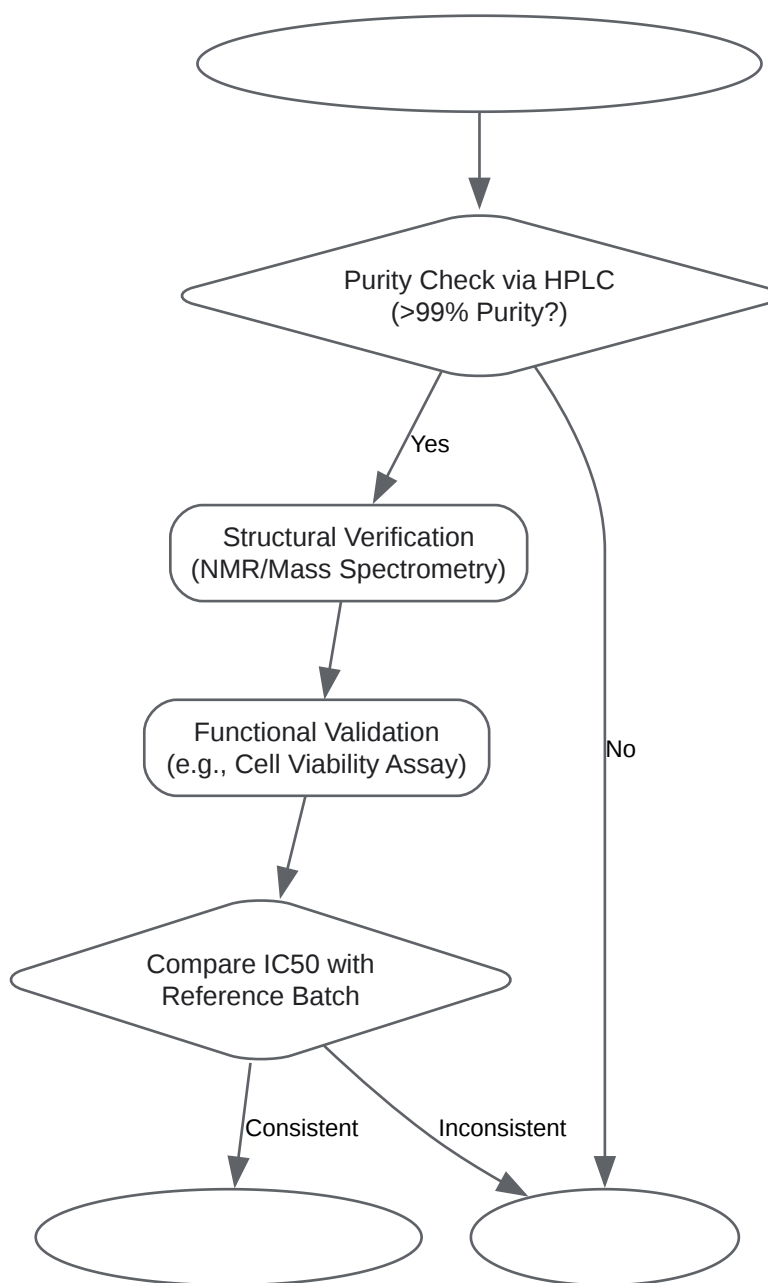 Purity Check via HPLC
(>99% Purity?)
Yes
Structural Verification
(NMR/Mass Spectrometry)
Functional Validation
(e.g., Cell Viability Assay)
No
Compare IC50 with
Reference Batch
Consistent
Inconsistent